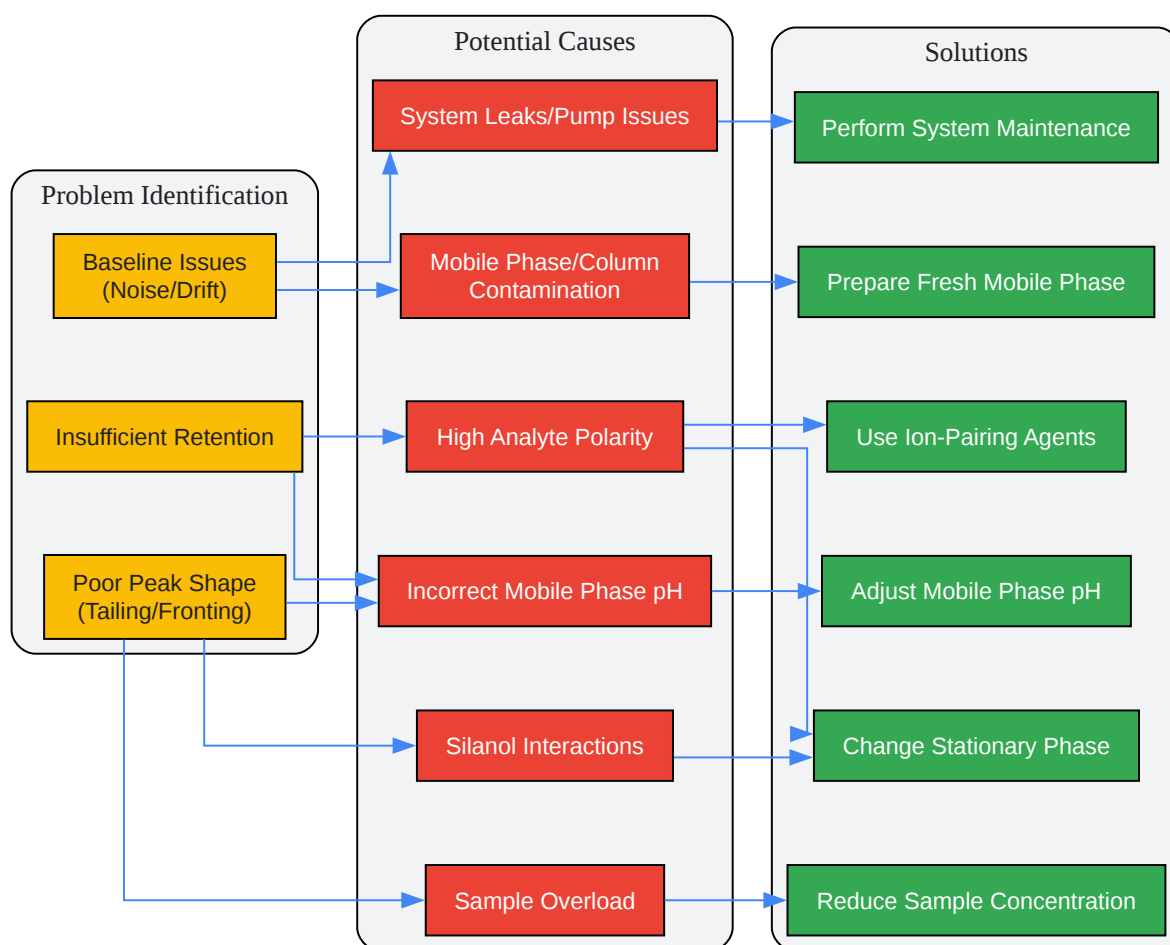 Problem Identification
Baseline Issues
(Noise/Drift)
Insufficient Retention
Poor Peak Shape
(Tailing/Fronting)
Potential Causes
System Leaks/Pump Issues
Mobile Phase/Column
Contamination
High Analyte Polarity
Incorrect Mobile Phase pH
Silanol Interactions
Sample Overload
Solutions
Perform System Maintenance
Prepare Fresh Mobile Phase
Use Ion-Pairing Agents
Adjust Mobile Phase pH
Change Stationary Phase
Reduce Sample Concentration